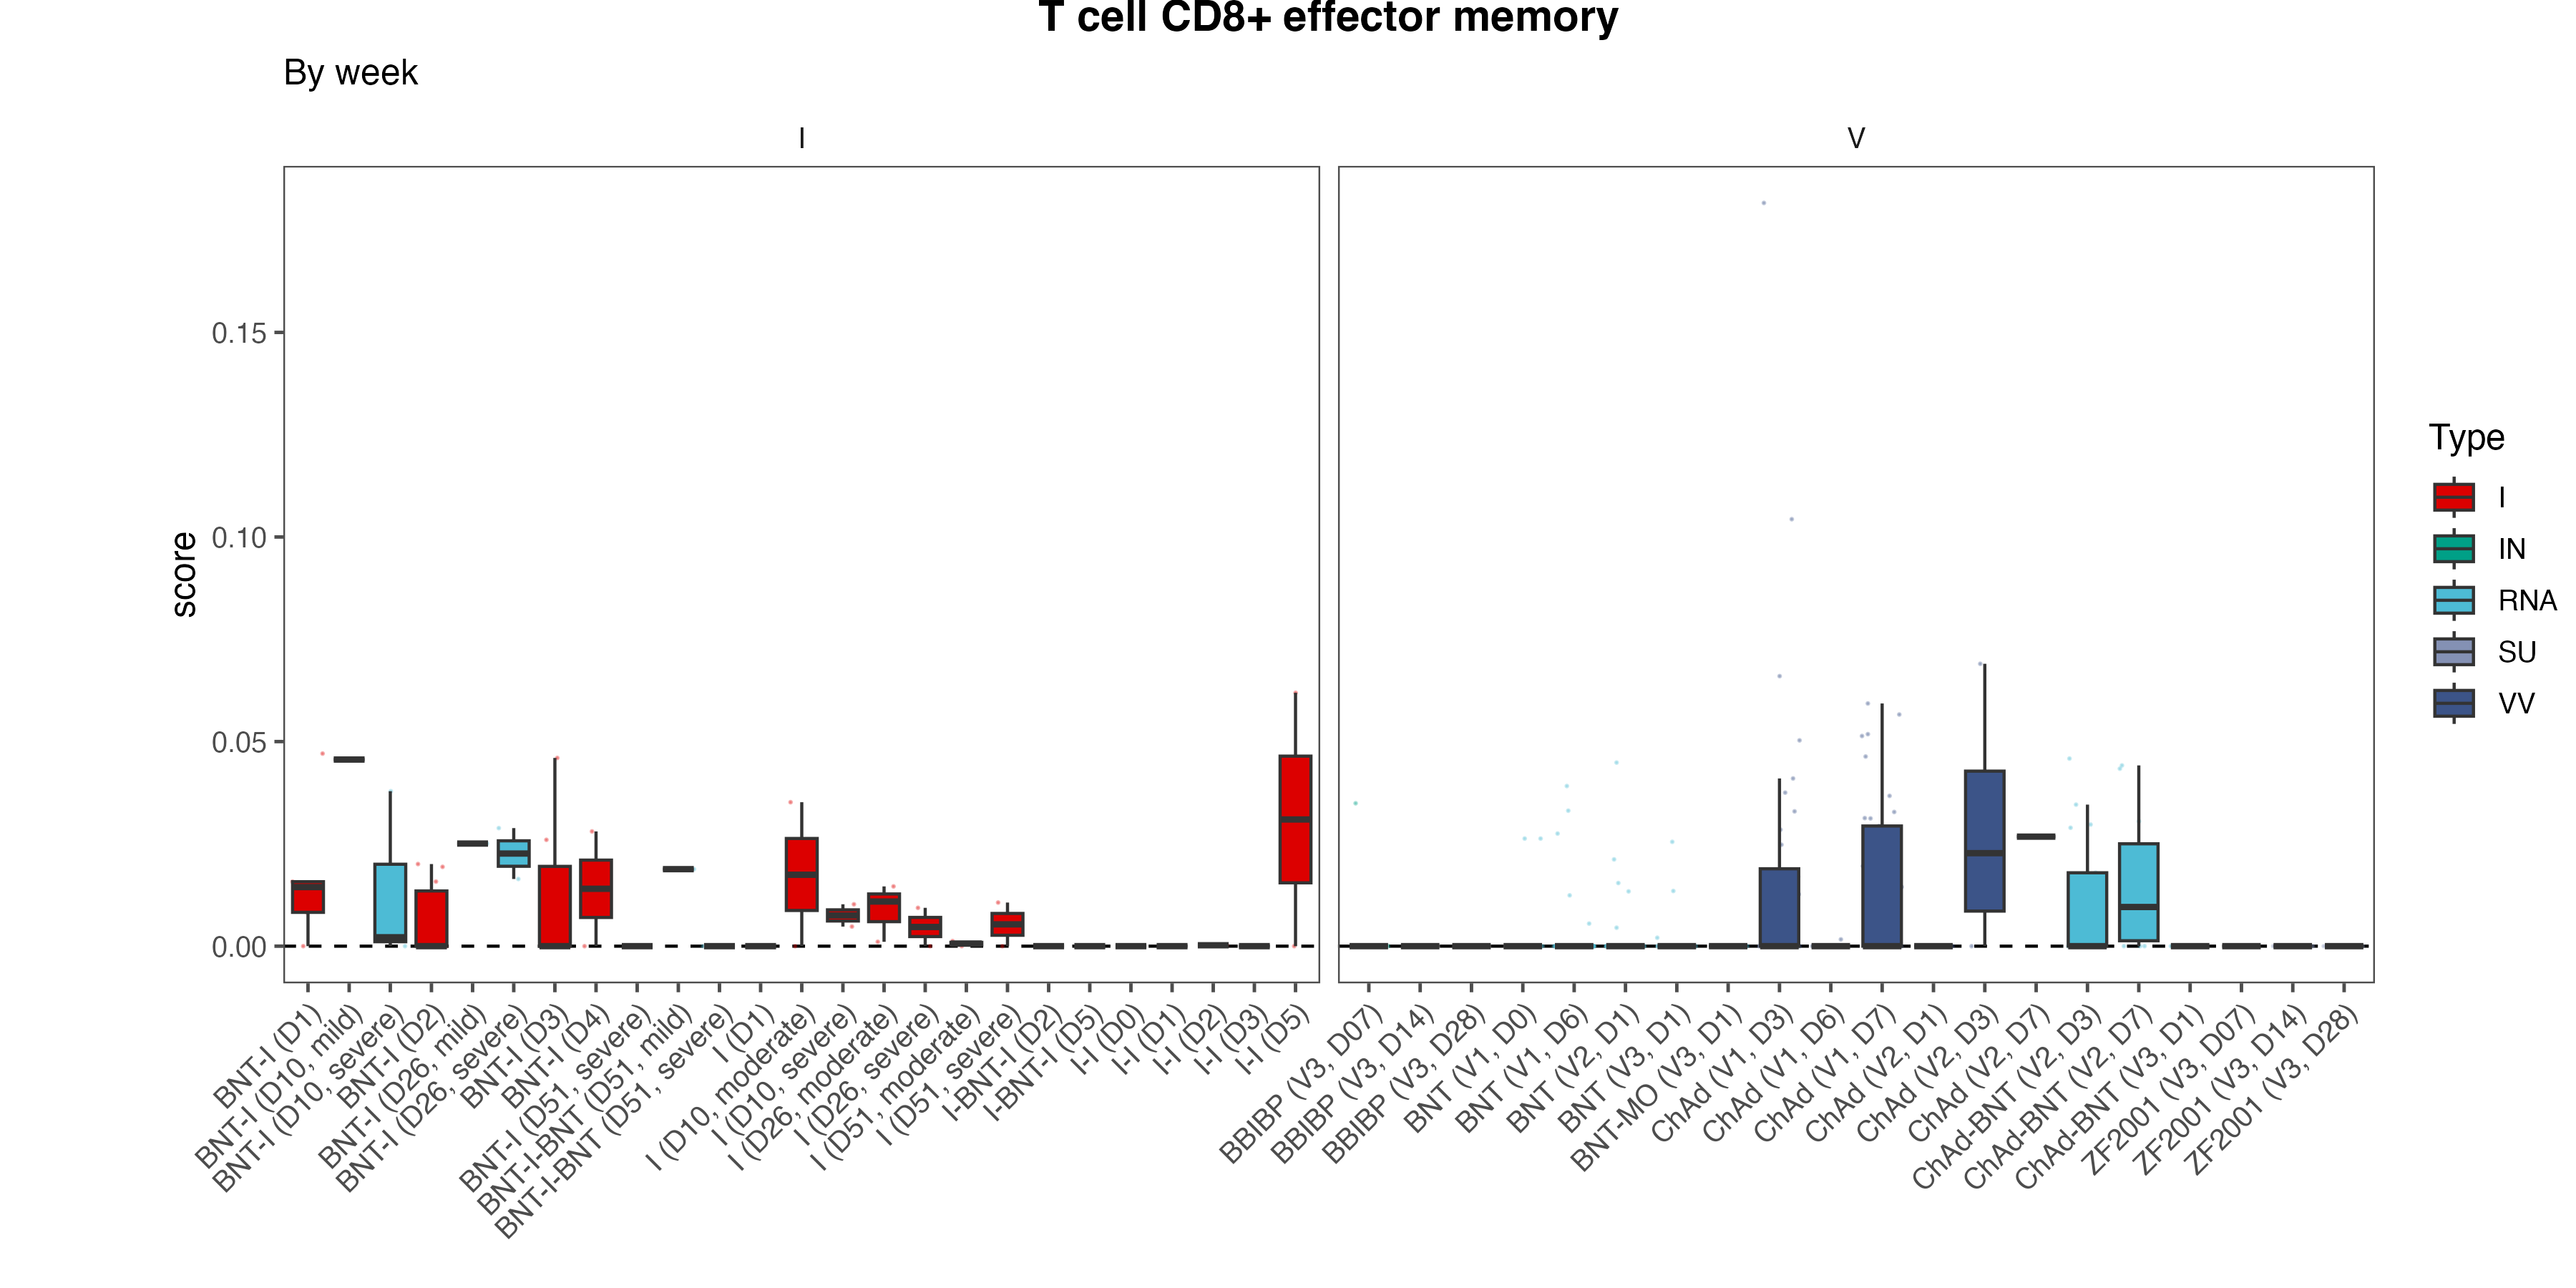 T cell CD8+ effector memory
By week
I
V
score
0.15
0.10
0.05
0.00
BNT-I (D1)
BNT-I (D10, mild)
BNT-I (D10, severe)
BNT-I (D2)
BNT-I (D26, mild)
BNT-I (D26, severe)
BNT-I (D3)
BNT-I (D4)
BNT-I (D51, severe)
BNT-I-BNT (D51, mild)
BNT-I-BNT (D51, severe)
I (D1)
I (D10, moderate)
I (D10, severe)
I (D26, moderate)
I (D26, severe)
I (D51, moderate)
I (D51, severe)
I-BNT-I (D2)
I-BNT-I (D5)
I-I (D0)
I-I (D1)
I-I (D2)
I-I (D3)
I-I (D5)
BBIBP (V3, D07)
BBIBP (V3, D14)
BBIBP (V3, D28)
BNT (V1, D0)
BNT (V1, D6)
BNT (V2, D1)
BNT (V3, D1)
BNT-MO (V3, D1)
ChAd (V1, D3)
ChAd (V1, D6)
ChAd (V1, D7)
ChAd (V2, D1)
ChAd (V2, D3)
ChAd (V2, D7)
ChAd-BNT (V2, D3)
ChAd-BNT (V2, D7)
ChAd-BNT (V3, D1)
ZF2001 (V3, D07)
ZF2001 (V3, D14)
ZF2001 (V3, D28)
Type
I
IN
RNA
SU
VV